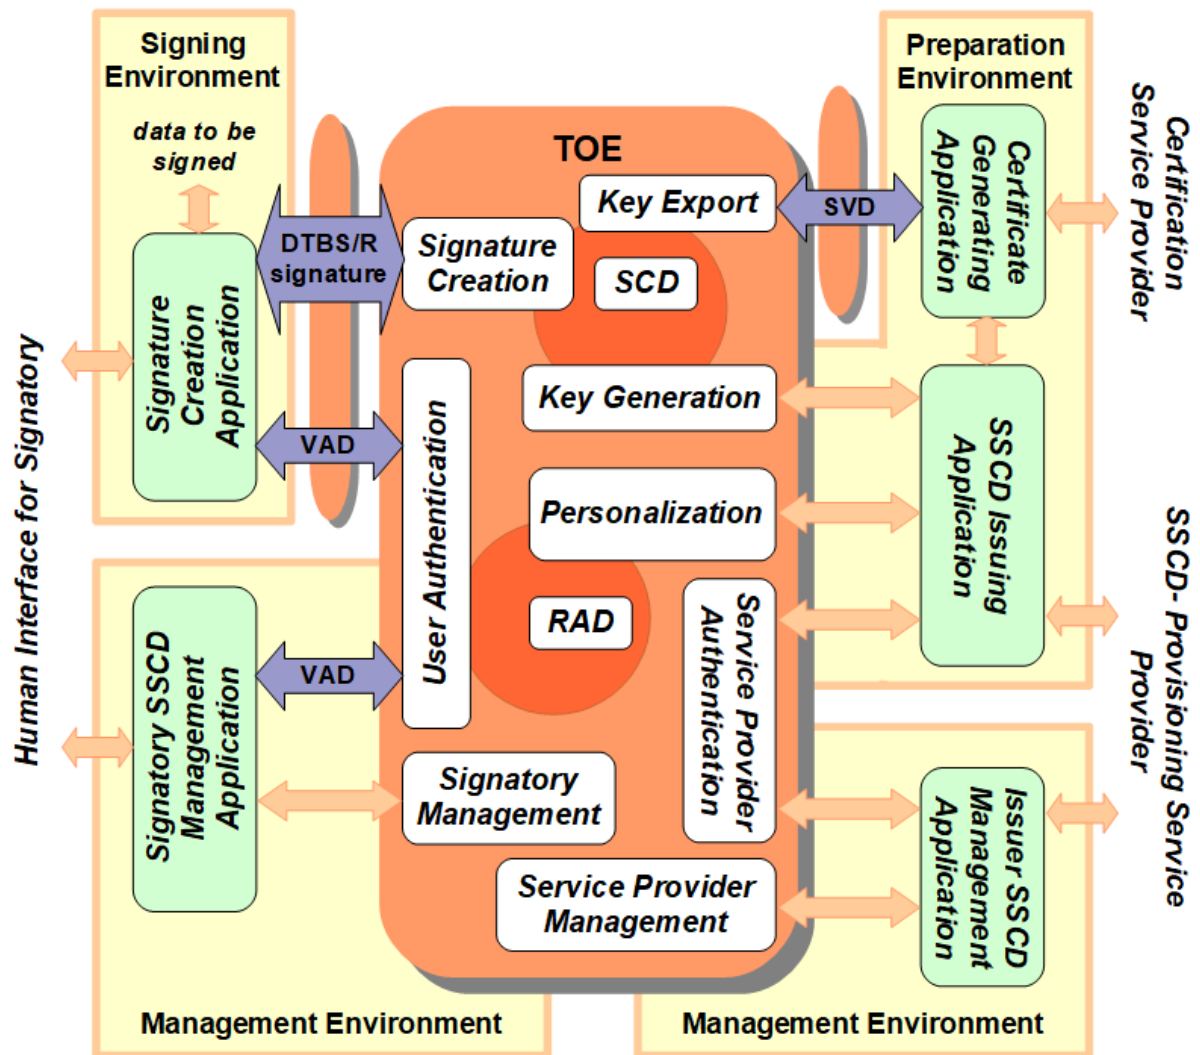 Signing
Environment
data to be
signed
DTBS/R
signature
Signature
Creation
Application
VAD
Human Interface for Signatory
TOE
Key Export
Signature
Creation
SCD
Key Generation
User Authentication
Personalization
RAD
Service Provider
Authentication
Signatory
Management
Service Provider
Management
SVD
Preparation
Environment
Certificate
Generating
Application
Certification
Service Provider
SSCD Issuing
Application
SSCD- Provisioning Service
Provider
Signatory SSCD
Management
Application
VAD
Management Environment
Issuer SSCD
Management
Application
Management Environment